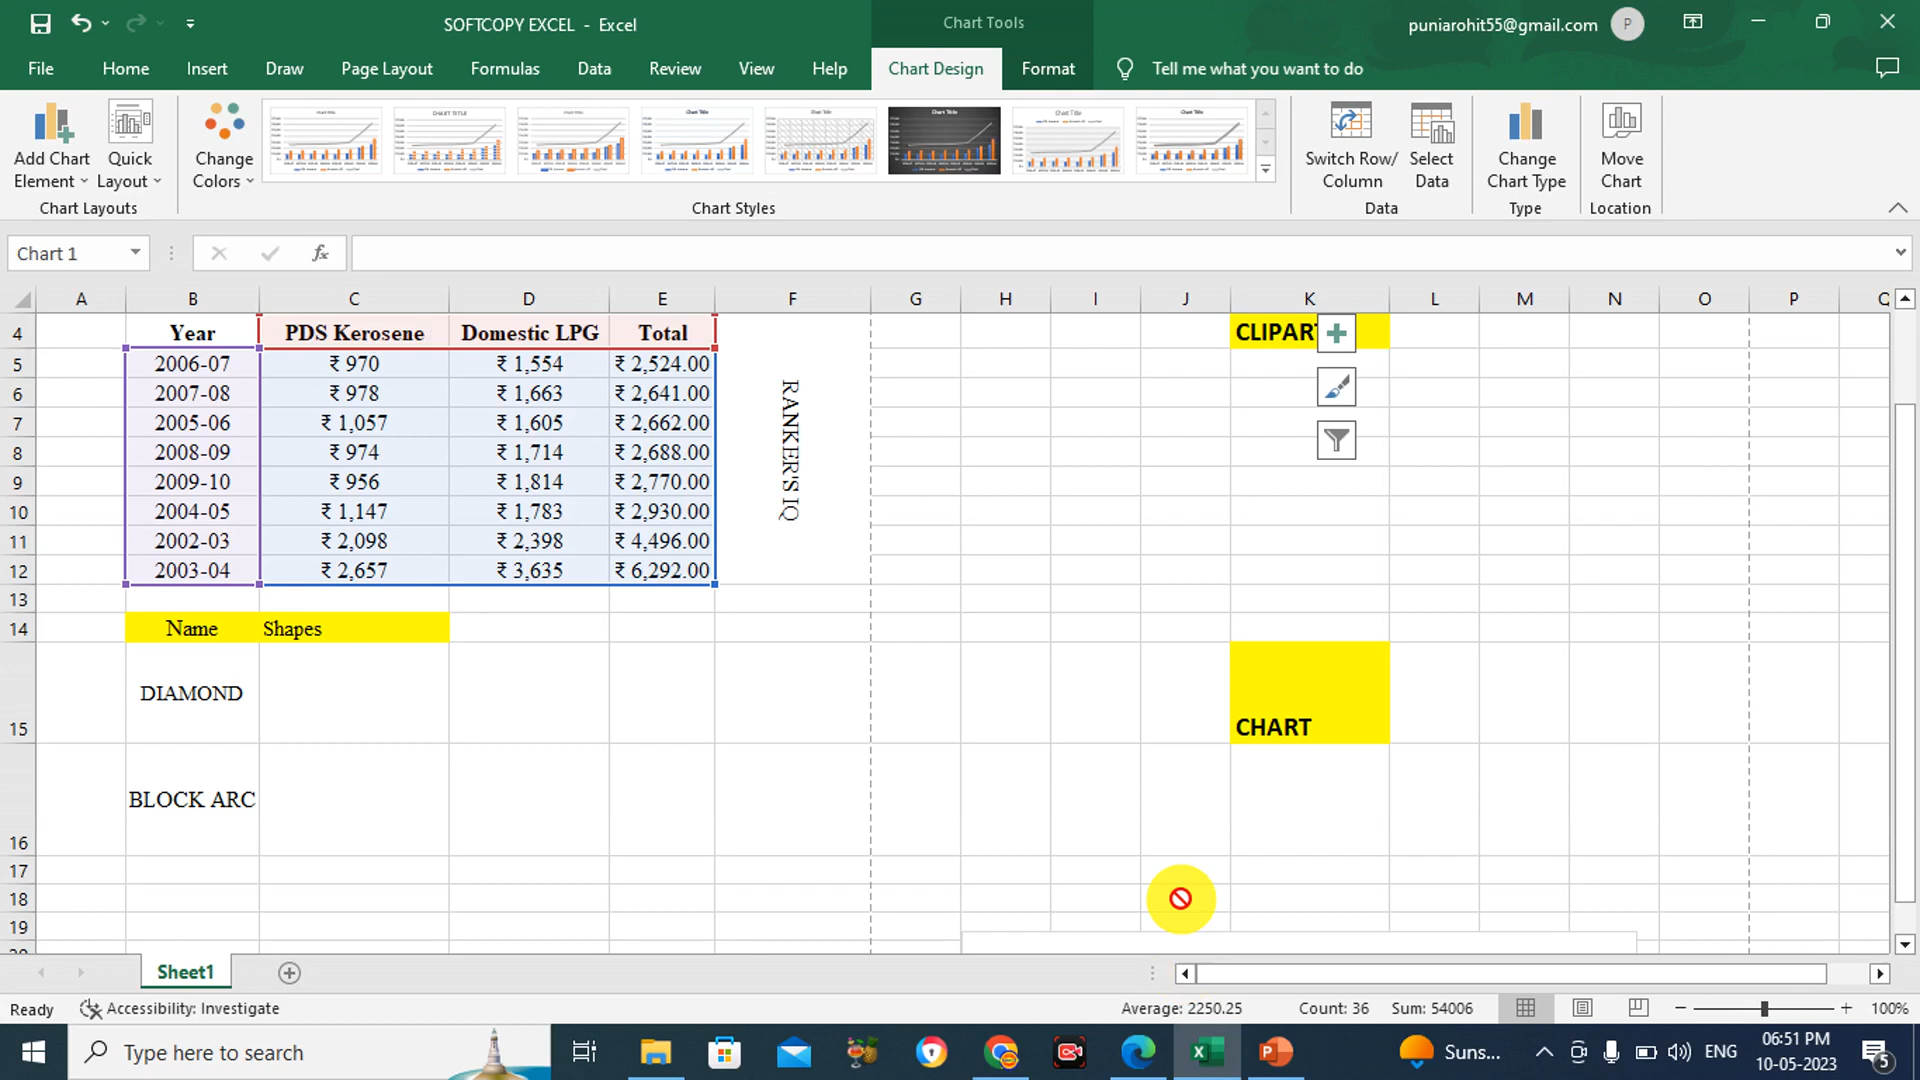 SOFTCOPY EXCEL - Excel
Chart Tools
puniarohit55@gmail.com
P
File Home Insert Draw Page Layout Formulas Data Review View Help Chart Design Format Tell me what you want to do
Add Chart Element
Quick Layout
Change Colors
Switch Row/ Column
Select Data
Change Chart Type
Move Chart
Chart Layouts
Chart Styles
Data
Type
Location
Chart 1
fx
A B C D E F G H I J K L M N O P
4 Year PDS Kerosene Domestic LPG Total
CLIPAR
5 2006-07 ₹ 970 ₹ 1,554 ₹ 2,524.00
6 2007-08 ₹ 978 ₹ 1,663 ₹ 2,641.00
7 2005-06 ₹ 1,057 ₹ 1,605 ₹ 2,662.00
8 2008-09 ₹ 974 ₹ 1,714 ₹ 2,688.00
9 2009-10 ₹ 956 ₹ 1,814 ₹ 2,770.00
10 2004-05 ₹ 1,147 ₹ 1,783 ₹ 2,930.00
11 2002-03 ₹ 2,098 ₹ 2,398 ₹ 4,496.00
12 2003-04 ₹ 2,657 ₹ 3,635 ₹ 6,292.00
RANKER'S IQ
13
14 Name Shapes
15 DIAMOND
CHART
16 BLOCK ARC
17
18
19
Sheet1
Ready
Accessibility: Investigate
Average: 2250.25 Count: 36 Sum: 54006
100%
Type here to search
Suns...
ENG
06:51 PM
10-05-2023
5